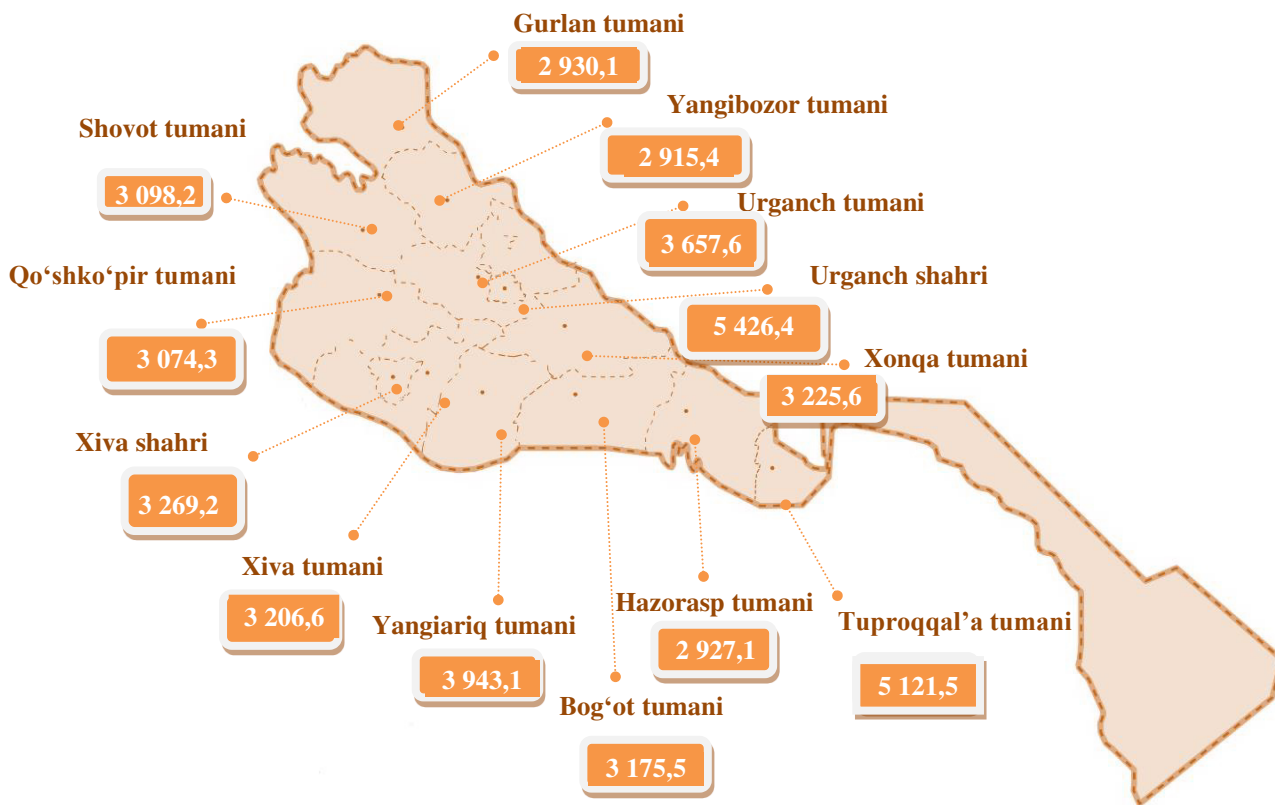 Gurlan tumani
2 930,1
Yangibozor tumani
2 915,4
Shovot tumani
3 098,2
Urganch tumani
3 657,6
Qo‘shko‘pir tumani
3 074,3
Urganch shahri
5 426,4
Xonqa tumani
3 225,6
Xiva shahri
3 269,2
Xiva tumani
3 206,6
Yangiariq tumani
3 943,1
Hazorasp tumani
2 927,1
Tuproqqal’a tumani
5 121,5
Bog‘ot tumani
3 175,5